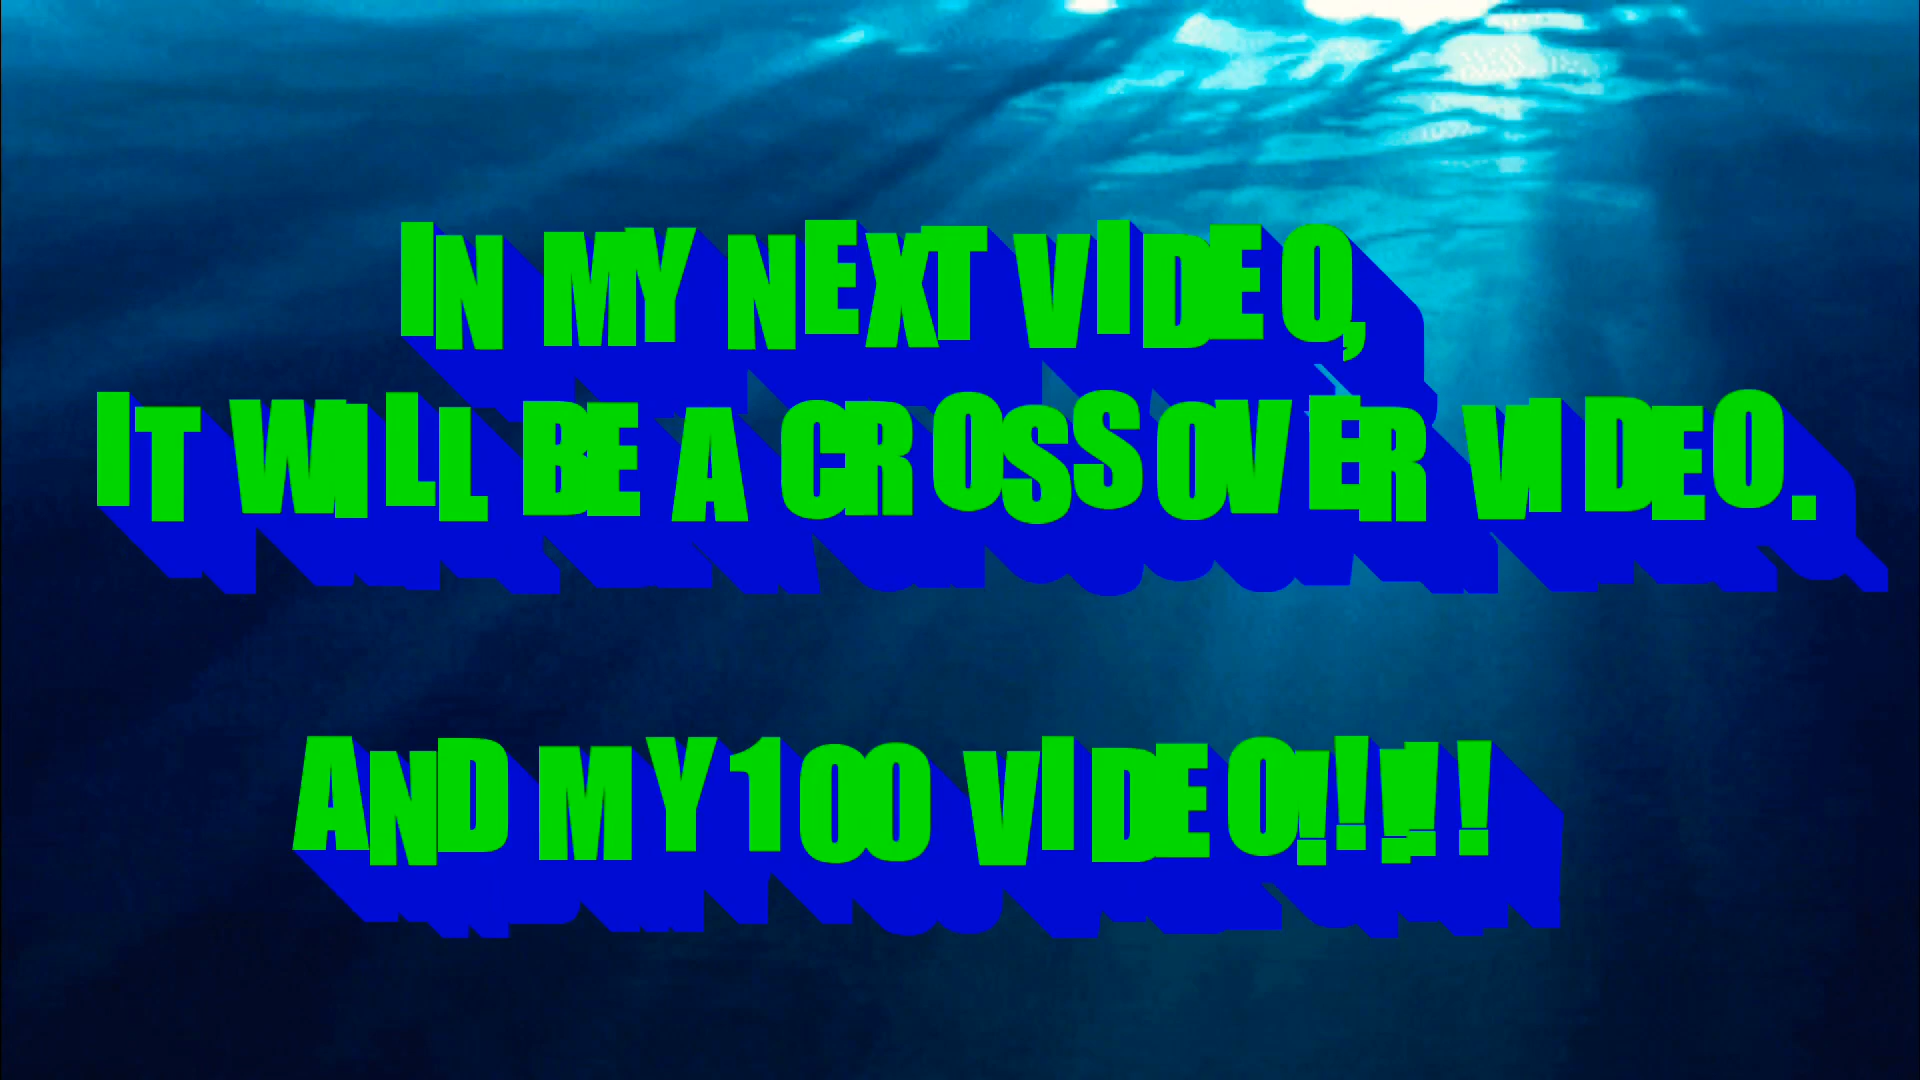 IN MY NEXT VIDEO,
IT WILL BE A CROSSOVER VIDEO.
AND MY 100 VIDEO!!!!!